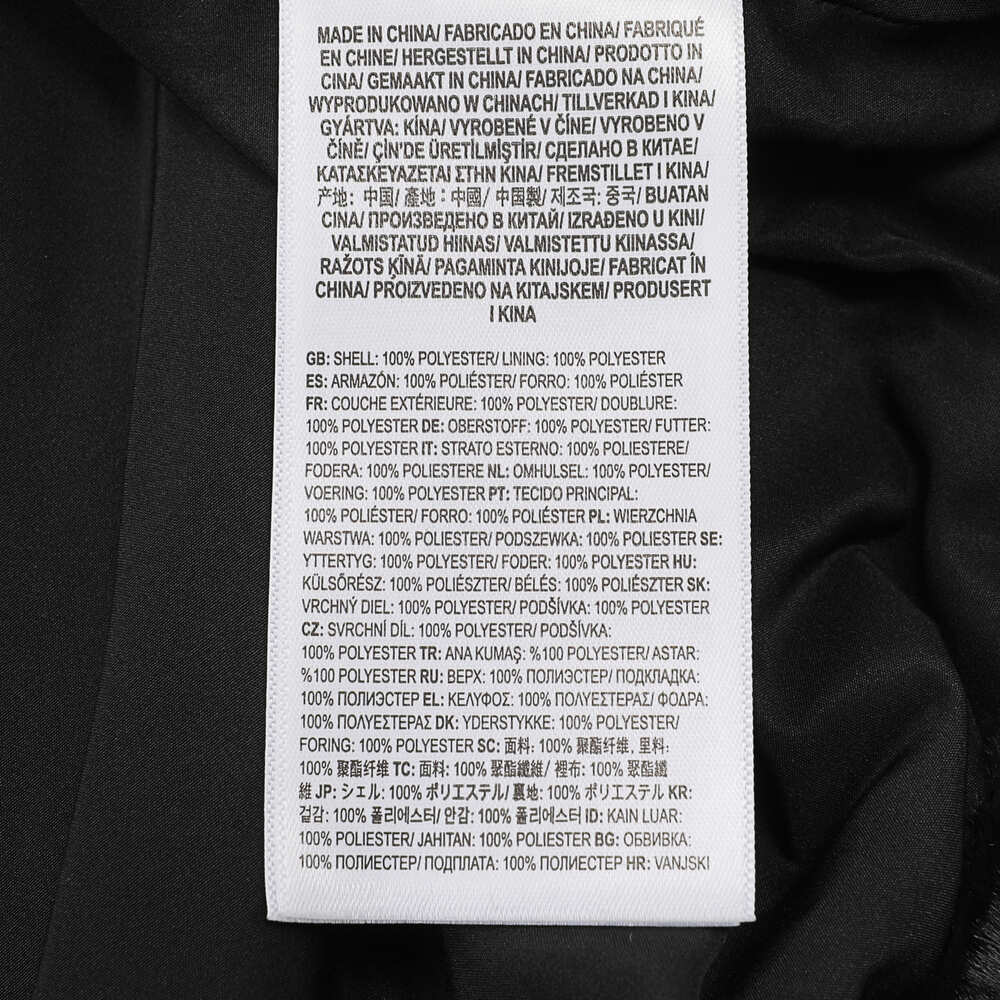 MADE IN CHINA/ FABRICADO EN CHINA/ FABRIQUÉ
EN CHINE/ HERGESTELLT IN CHINA/ PRODOTTO IN
CINA/ GEMAAKT IN CHINA/ FABRICADO NA CHINA/
WYPRODUKOWANO W CHINACH/ TILLVERKAD I KINA/
GYÁRTVA: KÍNA/ VYROBENÉ V ČÍNE/ VYROBENO V
ČÍNĚ/ ÇİN'DE ÜRETİLMİŞTİR/ СДЕЛАНО В КИТАЕ/
ΚΑΤΑΣΚΕΥΑΖΕΤΑΙ ΣΤΗΝ ΚΙΝΑ/ FREMSTILLET I KINA/
产地: 中国/ 產地: 中國/ 中国製/ 제조국: 중국/ BUATAN
CINA/ ПРОИЗВЕДЕНО В КИТАЙ/ IZRAĐENO U KINI/
VALMISTATUD HIINAS/ VALMISTETTU KIINASSA/
RAŽOTS ĶĪNĀ/ PAGAMINTA KINIJOJE/ FABRICAT ÎN
CHINA/ PROIZVEDENO NA KITAJSKEM/ PRODUSERT
I KINA
GB: SHELL: 100% POLYESTER/ LINING: 100% POLYESTER
ES: ARMAZÓN: 100% POLIÉSTER/ FORRO: 100% POLIÉSTER
FR: COUCHE EXTÉRIEURE: 100% POLYESTER/ DOUBLURE:
100% POLYESTER DE: OBERSTOFF: 100% POLYESTER/ FUTTER:
100% POLYESTER IT: STRATO ESTERNO: 100% POLIESTERE/
FODERA: 100% POLIESTERE NL: OMHULSEL: 100% POLYESTER/
VOERING: 100% POLYESTER PT: TECIDO PRINCIPAL:
100% POLIÉSTER/ FORRO: 100% POLIÉSTER PL: WIERZCHNIA
WARSTWA: 100% POLIESTER/ PODSZEWKA: 100% POLIESTER SE:
YTTERTYG: 100% POLYESTER/ FODER: 100% POLYESTER HU:
KÜLSŐRÉSZ: 100% POLIÉSZTER/ BÉLÉS: 100% POLIÉSZTER SK:
VRCHNÝ DIEL: 100% POLYESTER/ PODŠÍVKA: 100% POLYESTER
CZ: SVRCHNÍ DÍL: 100% POLYESTER/ PODŠÍVKA:
100% POLYESTER TR: ANA KUMAŞ: %100 POLYESTER/ ASTAR:
%100 POLYESTER RU: ВЕРХ: 100% ПОЛИЭСТЕР/ ПОДКЛАДКА:
100% ПОЛИЭСТЕР EL: ΚΕΛΥΦΟΣ: 100% ΠΟΛΥΕΣΤΕΡΑΣ/ ΦΟΔΡΑ:
100% ΠΟΛΥΕΣΤΕΡΑΣ DK: YDERSTYKKE: 100% POLYESTER/
FORING: 100% POLYESTER SC: 面料: 100% 聚酯纤维, 里料:
100% 聚酯纤维 TC: 面料: 100% 聚酯纖維/ 裡布: 100% 聚酯纖
維 JP: シェル: 100% ポリエステル/ 裏地: 100% ポリエステル KR:
겉감: 100% 폴리에스터/ 안감: 100% 폴리에스터 ID: KAIN LUAR:
100% POLIESTER/ JAHITAN: 100% POLIESTER BG: ОБВИВКА:
100% ПОЛИЕСТЕР/ ПОДПЛАТА: 100% ПОЛИЕСТЕР HR: VANJSKI